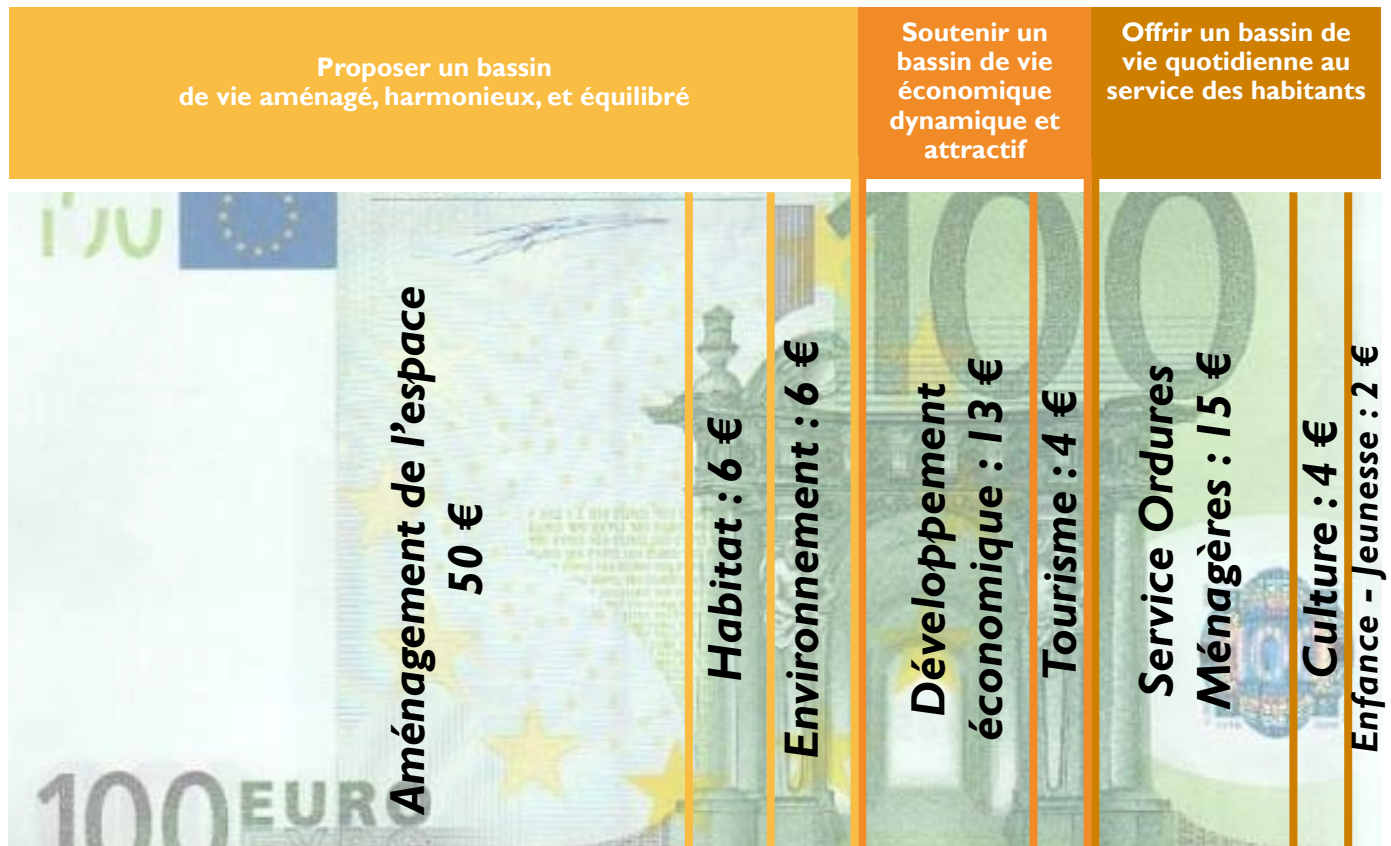 Proposer un bassin
de vie aménagé, harmonieux, et équilibré
Soutenir un
bassin de vie
économique
dynamique et
attractif
Offrir un bassin de
vie quotidienne au
service des habitants
Aménagement de l'espace
50 €
Habitat : 6 €
Environnement : 6 €
Développement
économique : 13 €
Tourisme : 4 €
Service Ordures
Ménagères : 15 €
Culture : 4 €
Enfance - Jeunesse : 2 €
100
100 EURO